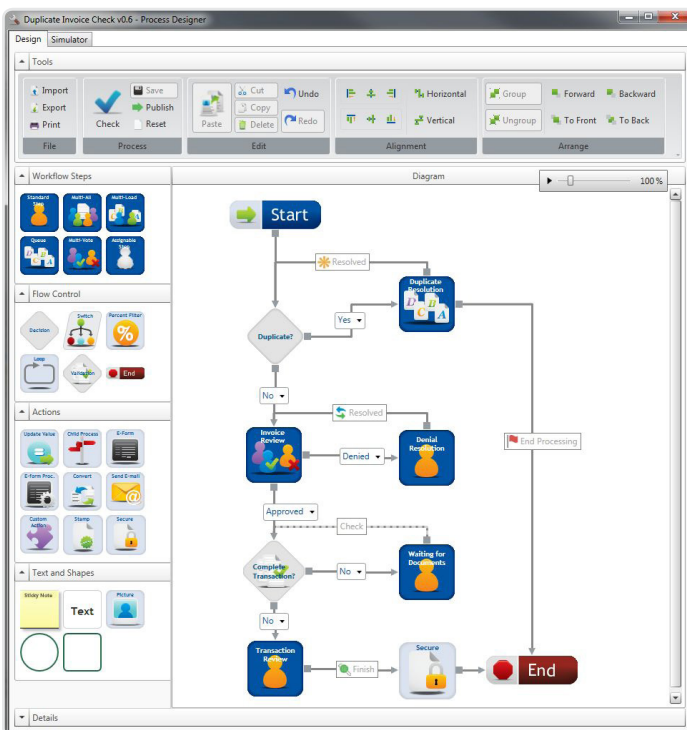 Duplicate Invoice Check v0.6 - Process Designer
Design Simulator
Tools
Import
Export
Print
File
Check
Save
Publish
Reset
Process
Paste
Cut
Copy
Delete
Undo
Redo
Edit
Horizontal
Vertical
Alignment
Group
Ungroup
Forward
Backward
To Front
To Back
Arrange
Workflow Steps
Standard
Step
Multi-All
Multi-Load
Queue
Multi-Vote
Assignable
Flow Control
Decision
Switch
Percent Filter
%
Loop
Validation
End
Actions
Update Value
Child Process
E-Form
E-Form Proc.
Convert
Send E-mail
Custom
Action
Stamp
Secure
Text and Shapes
Sticky Note
Text
Picture
Details
Diagram
100 %
Start
Resolved
Duplicate
Resolution
D C I A
Duplicate?
Yes
No
Resolved
Invoice
Review
Denied
Denial
Resolution
End Processing
Approved
Check
Complete
Transaction?
No
Waiting for
Documents
No
Transaction
Review
Finish
Secure
End